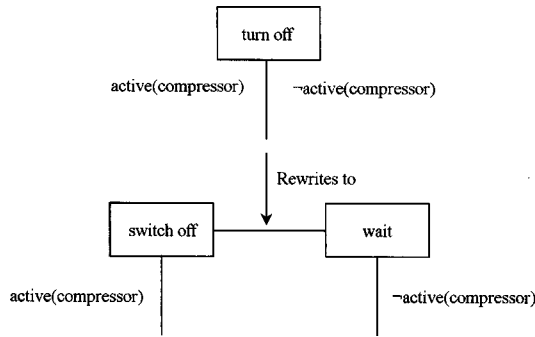 turn off
active(compressor) ¬active(compressor)
Rewrites to
switch off wait
active(compressor) ¬active(compressor)